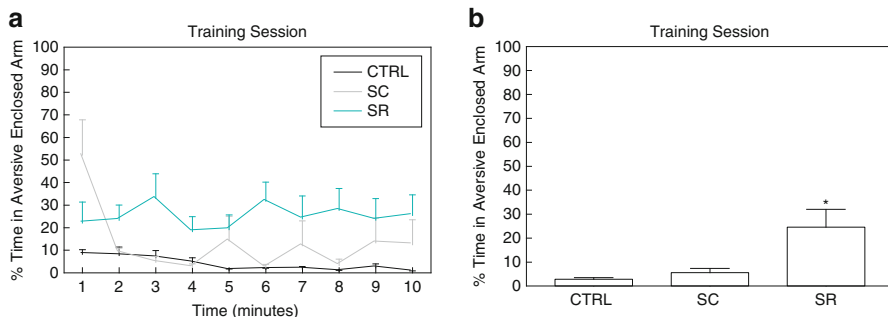 a
Training Session
% Time in Aversive Enclosed Arm
100
90
80
70
60
50
40
30
20
10
0
CTRL
SC
SR
1 2 3 4 5 6 7 8 9 10
Time (minutes)
b
Training Session
% Time in Aversive Enclosed Arm
100
90
80
70
60
50
40
30
20
10
0
*
CTRL SC SR